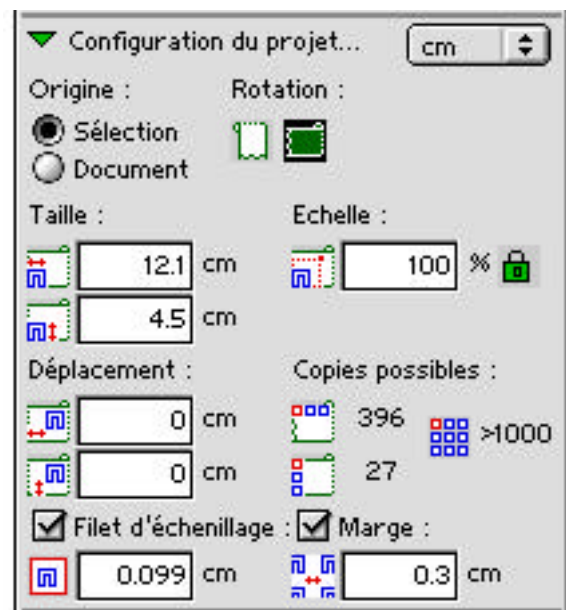 Configuration du projet... cm
Origine : Rotation :
Sélection
Document
Taille : Echelle :
12.1 cm 100 %
4.5 cm
Déplacement : Copies possibles :
0 cm 396 >1000
0 cm 27
Filet d'échenillage : Marge :
0.099 cm 0.3 cm